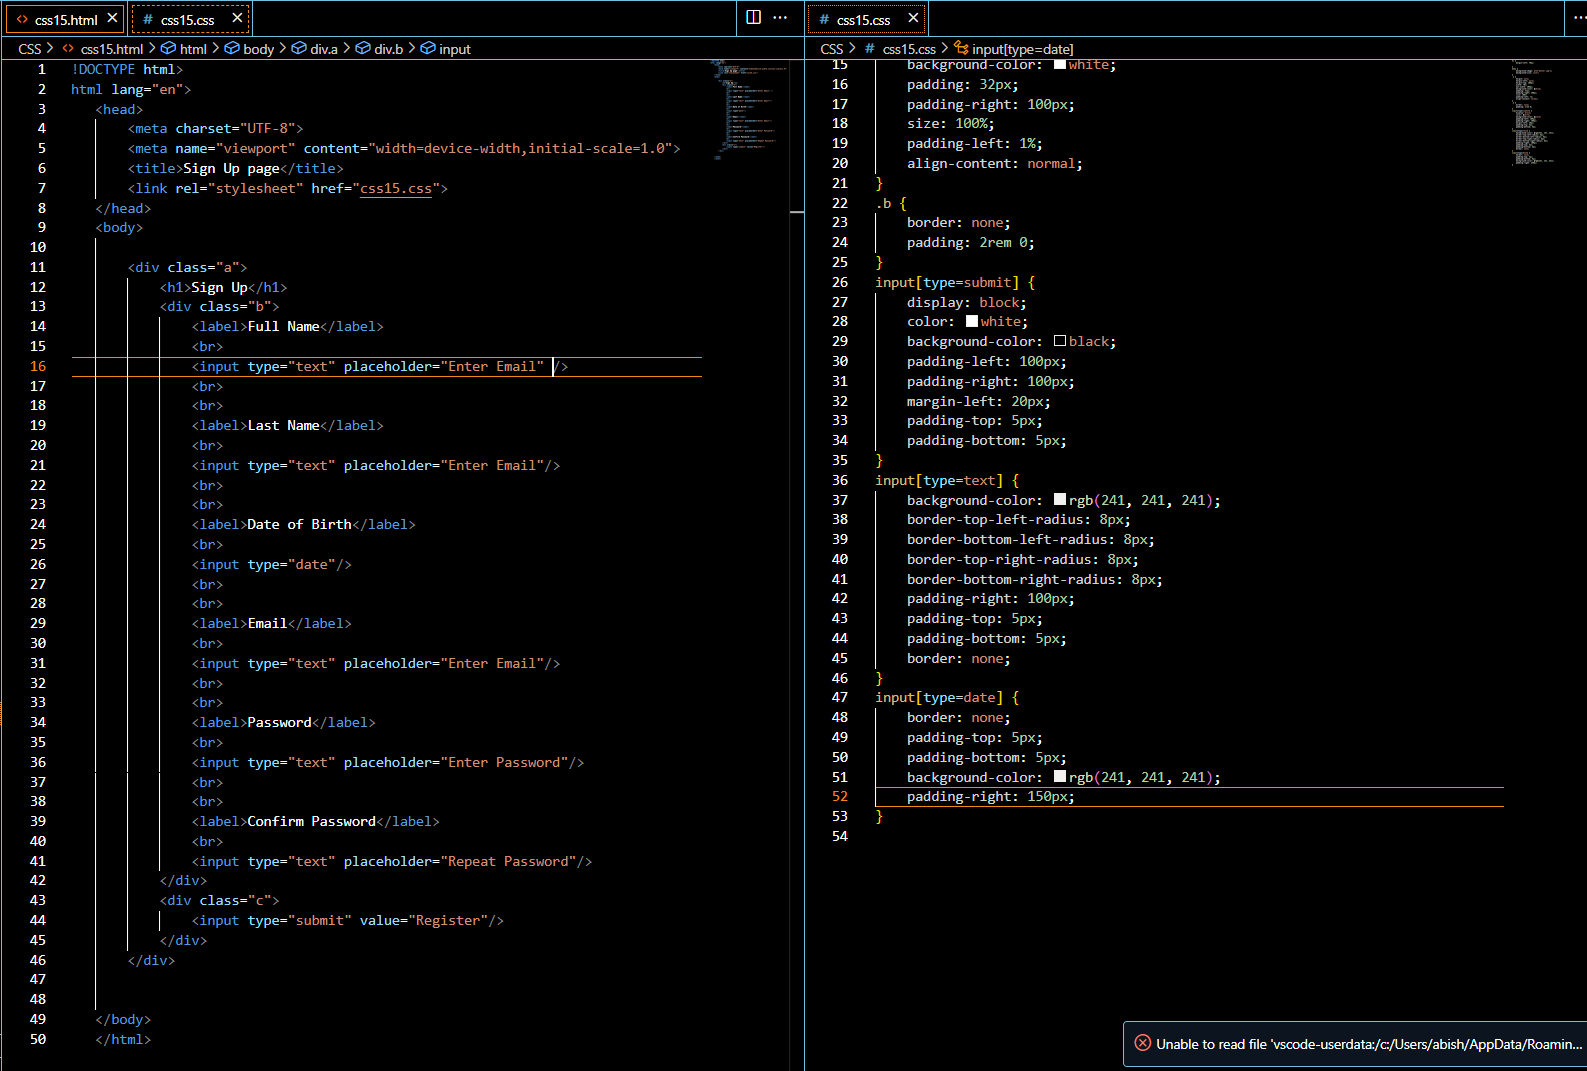 css15.html
css15.css
css15.css
CSS > css15.html > html > body > div.a > div.b > input
CSS > # css15.css > input[type=date]
1 !DOCTYPE html>
2 html lang="en">
3 <head>
4 <meta charset="UTF-8">
5 <meta name="viewport" content="width=device-width,initial-scale=1.0">
6 <title>Sign Up page</title>
7 <link rel="stylesheet" href="css15.css">
8 </head>
9 <body>
10
11 <div class="a">
12 <h1>Sign Up</h1>
13 <div class="b">
14 <label>Full Name</label>
15 <br>
16 <input type="text" placeholder="Enter Email" />
17 <br>
18 <br>
19 <label>Last Name</label>
20 <br>
21 <input type="text" placeholder="Enter Email"/>
22 <br>
23 <br>
24 <label>Date of Birth</label>
25 <br>
26 <input type="date"/>
27 <br>
28 <br>
29 <label>Email</label>
30 <br>
31 <input type="text" placeholder="Enter Email"/>
32 <br>
33 <br>
34 <label>Password</label>
35 <br>
36 <input type="text" placeholder="Enter Password"/>
37 <br>
38 <br>
39 <label>Confirm Password</label>
40 <br>
41 <input type="text" placeholder="Repeat Password"/>
42 </div>
43 <div class="c">
44 <input type="submit" value="Register"/>
45 </div>
46 </div>
47
48
49 </body>
50 </html>
15 background-color: white;
16 padding: 32px;
17 padding-right: 100px;
18 size: 100%;
19 padding-left: 1%;
20 align-content: normal;
21 }
22 .b {
23 border: none;
24 padding: 2rem 0;
25 }
26 input[type=submit] {
27 display: block;
28 color: white;
29 background-color: black;
30 padding-left: 100px;
31 padding-right: 100px;
32 margin-left: 20px;
33 padding-top: 5px;
34 padding-bottom: 5px;
35 }
36 input[type=text] {
37 background-color: rgb(241, 241, 241);
38 border-top-left-radius: 8px;
39 border-bottom-left-radius: 8px;
40 border-top-right-radius: 8px;
41 border-bottom-right-radius: 8px;
42 padding-right: 100px;
43 padding-top: 5px;
44 padding-bottom: 5px;
45 border: none;
46 }
47 input[type=date] {
48 border: none;
49 padding-top: 5px;
50 padding-bottom: 5px;
51 background-color: rgb(241, 241, 241);
52 padding-right: 150px;
53 }
54
Unable to read file 'vscode-userdata:/c:/Users/abish/AppData/Roamin...